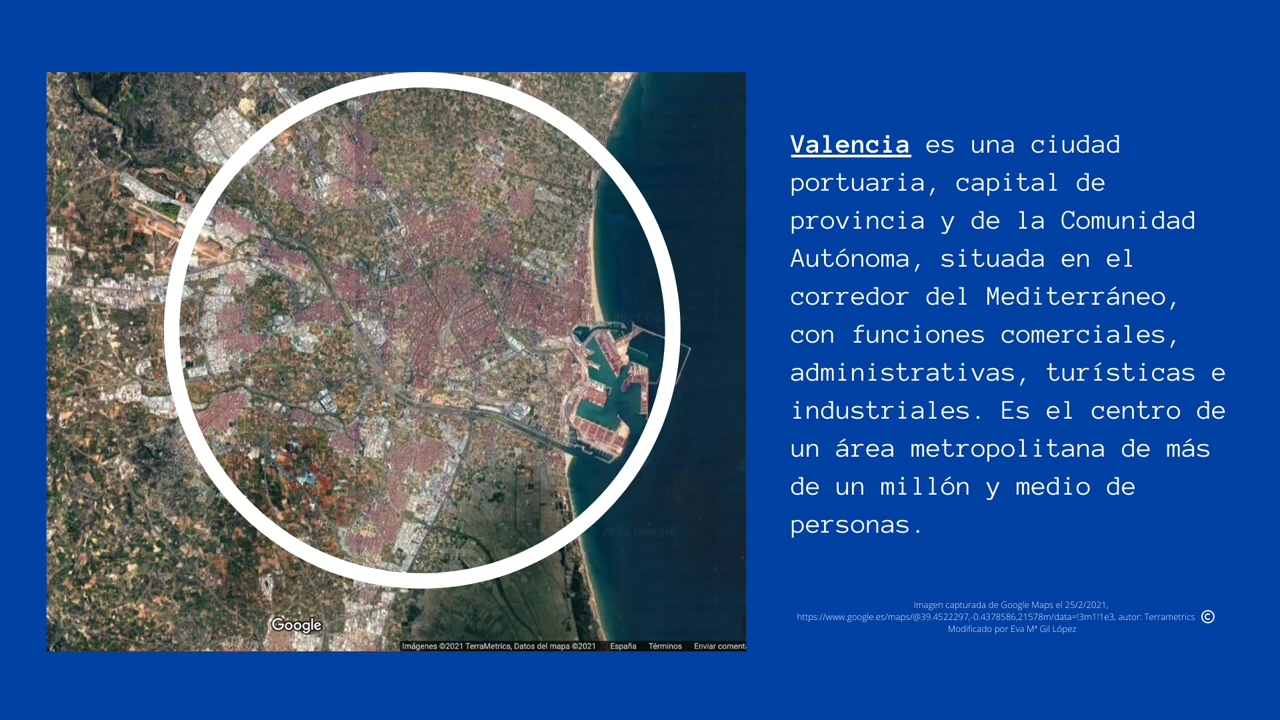 Valencia es una ciudad
portuaria, capital de
provincia y de la Comunidad
Autónoma, situada en el
corredor del Mediterráneo,
con funciones comerciales,
administrativas, turísticas e
industriales. Es el centro de
un área metropolitana de más
de un millón y medio de
personas.
Google
Imágenes ©2021 TerraMetrics, Datos del mapa ©2021 España Términos Enviar coment
2021 Google
Imagen capturada de Google Maps el 25/2/2021,
https://www.google.es/maps/@39.4522297,-0.4378586,21578m/data=!3m1!1e3, autor: Terrametrics ©
Modificado por Eva Mª Gil López